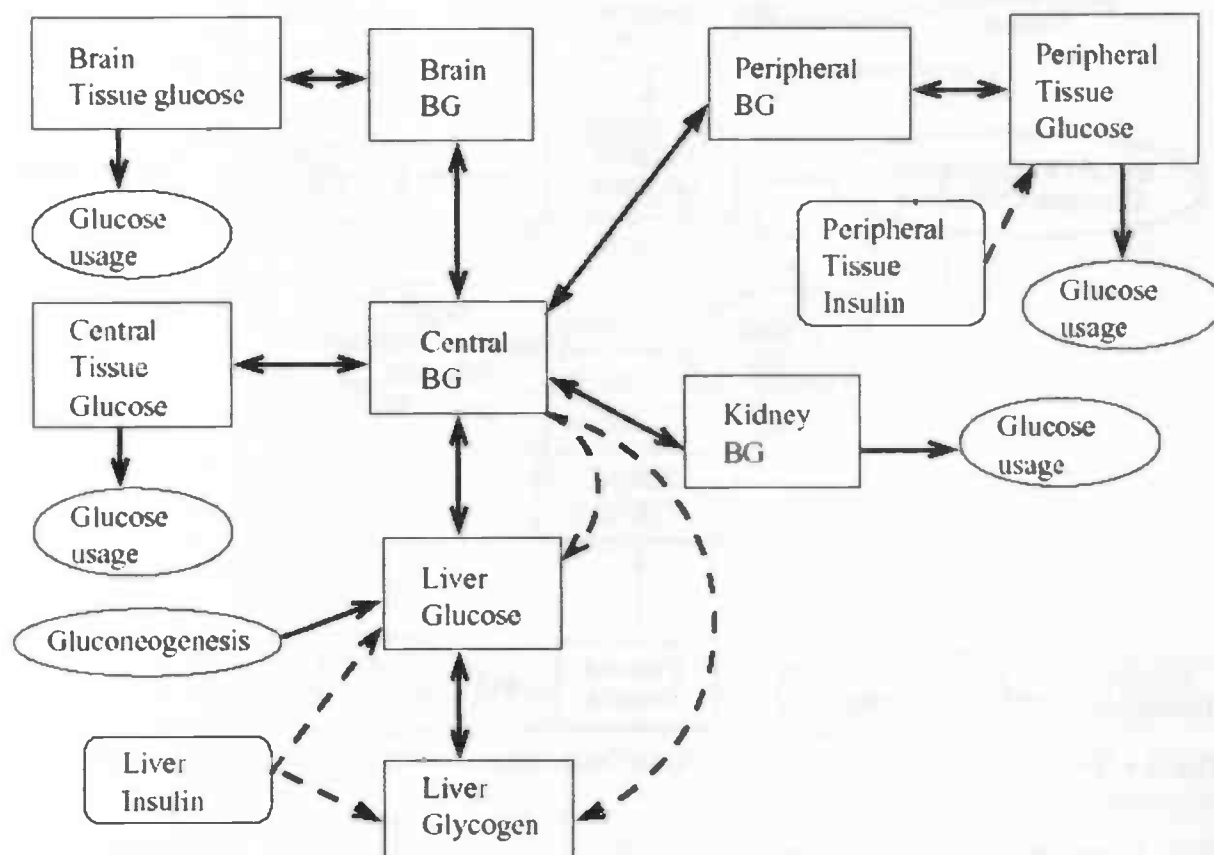 Brain
Tissue glucose
Brain
BG
Peripheral
BG
Peripheral
Tissue
Glucose
Glucose
usage
Peripheral
Tissue
Insulin
Glucose
usage
Central
Tissue
Glucose
Central
BG
Kidney
BG
Glucose
usage
Glucose
usage
Liver
Glucose
Gluconeogenesis
Liver
Insulin
Liver
Glycogen